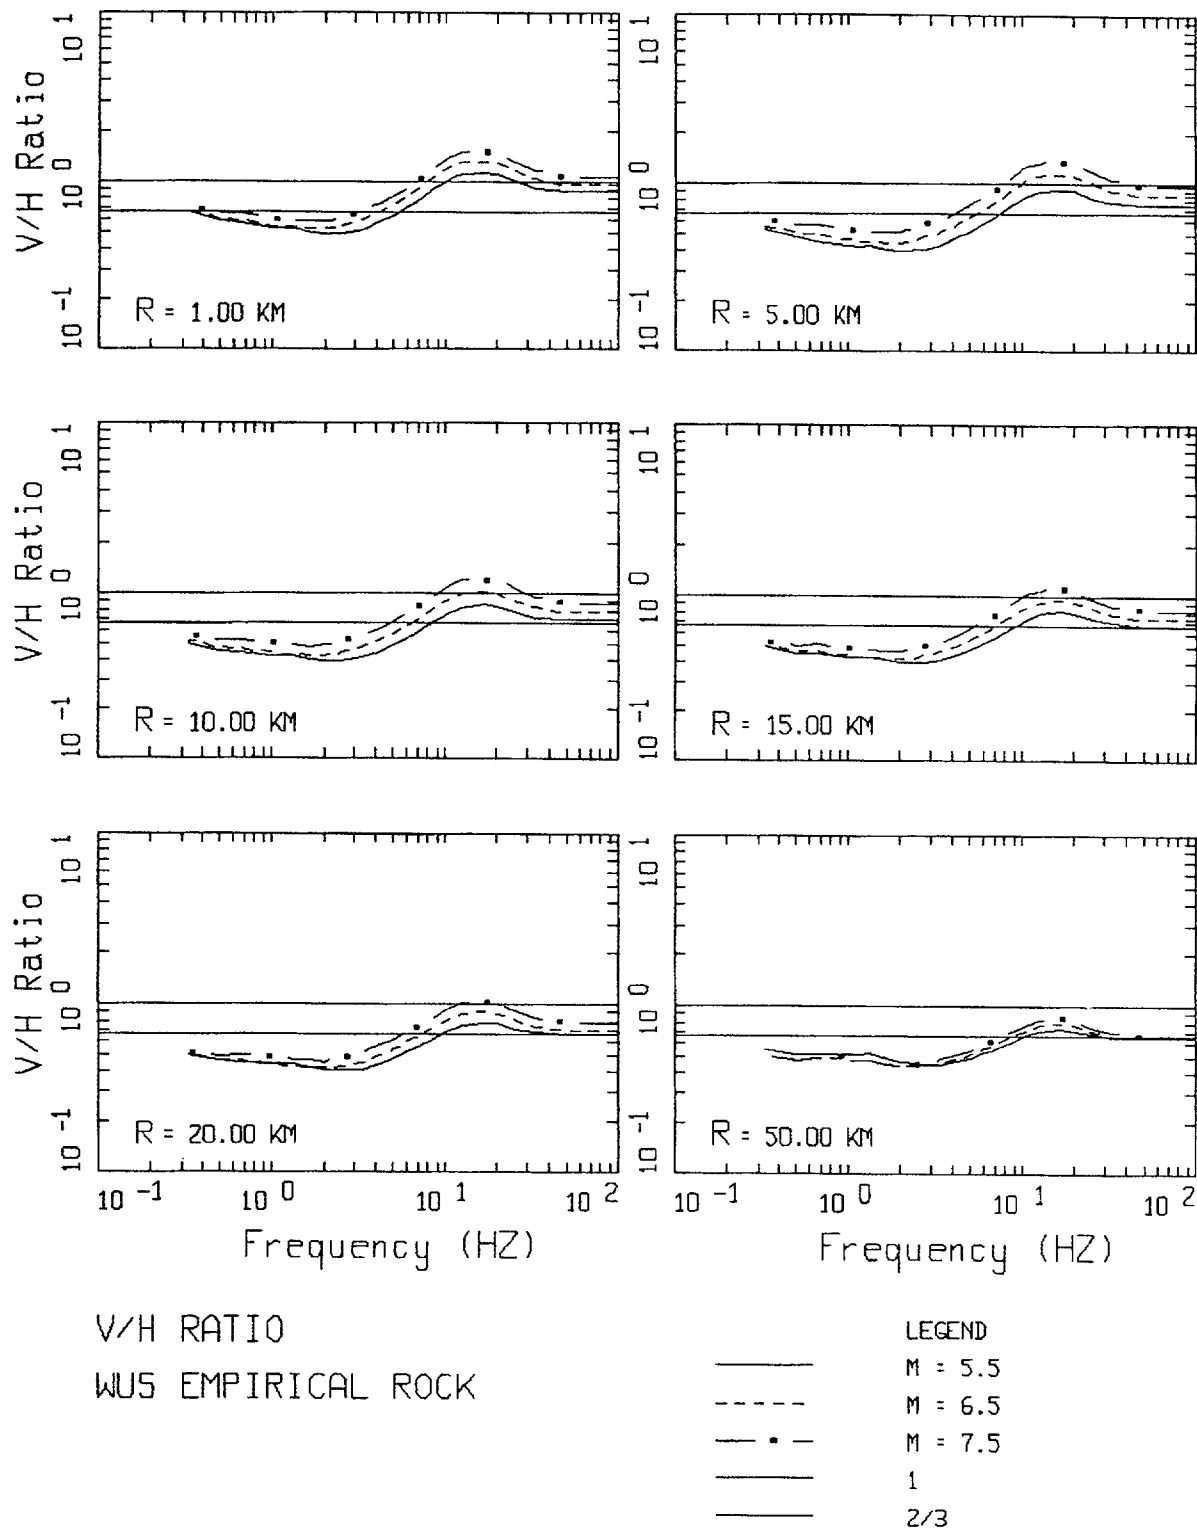 V/H Ratio
10 1
10 0
10 -1
R = 1.00 KM
10 1
10 0
10 -1
R = 5.00 KM
V/H Ratio
10 1
10 0
10 -1
R = 10.00 KM
10 1
10 0
10 -1
R = 15.00 KM
V/H Ratio
10 1
10 0
10 -1
R = 20.00 KM
10 -1 10 0 10 1 10 2
Frequency (HZ)
10 1
10 0
10 -1
R = 50.00 KM
10 -1 10 0 10 1 10 2
Frequency (HZ)
V/H RATIO
WUS EMPIRICAL ROCK
LEGEND
M = 5.5
M = 6.5
M = 7.5
1
2/3